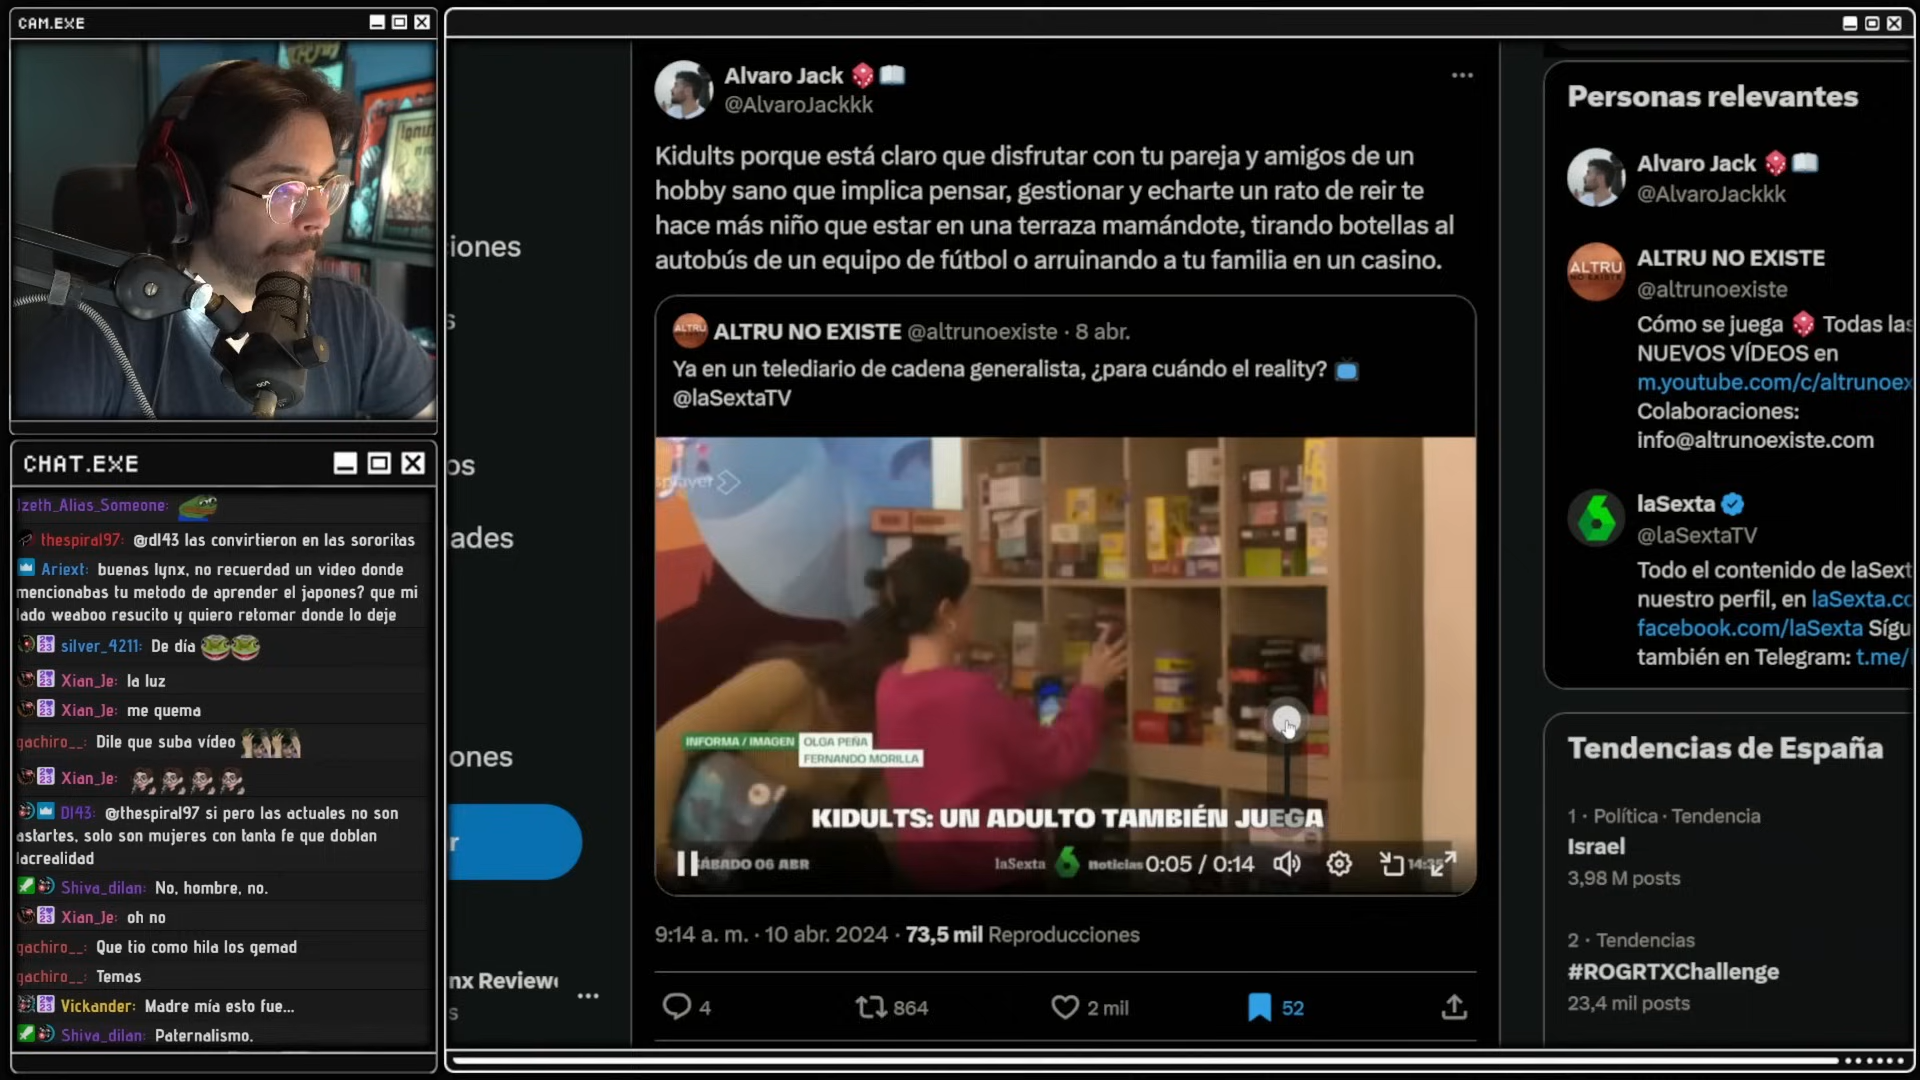 CAM.EXE
CHAT.EXE
Izeth_Alias_Someone:
thespiral97: @dl43 las convirtieron en las sororitas
Ariext: buenas lynx, no recuerdad un video donde
mencionabas tu metodo de aprender el japones? que mi
lado weaboo resucito y quiero retomar donde lo deje
silver_4211: De día
Xian_Je: la luz
Xian_Je: me quema
gachiro__: Dile que suba vídeo
Xian_Je:
Dl43: @thespiral97 si pero las actuales no son
astartes, solo son mujeres con tanta fe que doblan
lacrealidad
Shiva_dilan: No, hombre, no.
Xian_Je: oh no
gachiro__: Que tio como hila los gemad
gachiro__: Temas
Vickander: Madre mía esto fue...
Shiva_dilan: Paternalismo.
iones
s
os
ades
ones
r
nx Review
s
Alvaro Jack
@AlvaroJackkk
Kidults porque está claro que disfrutar con tu pareja y amigos de un
hobby sano que implica pensar, gestionar y echarte un rato de reir te
hace más niño que estar en una terraza mamándote, tirando botellas al
autobús de un equipo de fútbol o arruinando a tu familia en un casino.
ALTRU NO EXISTE @altrunoexiste · 8 abr.
Ya en un telediario de cadena generalista, ¿para cuándo el reality?
@laSextaTV
player
INFORMA / IMAGEN OLGA PEÑA
FERNANDO MORILLA
KIDULTS: UN ADULTO TAMBIÉN JUEGA
SÁBADO 06 ABR laSexta noticias 0:05 / 0:14
9:14 a. m. · 10 abr. 2024 · 73,5 mil Reproducciones
4 864 2 mil 52
Personas relevantes
Alvaro Jack
@AlvaroJackkk
ALTRU NO EXISTE
@altrunoexiste
Cómo se juega Todas las
NUEVOS VÍDEOS en
m.youtube.com/c/altrunoex
Colaboraciones:
info@altrunoexiste.com
laSexta
@laSextaTV
Todo el contenido de laSext
nuestro perfil, en laSexta.co
facebook.com/laSexta Sígu
también en Telegram: t.me/
Tendencias de España
1 · Política · Tendencia
Israel
3,98 M posts
2 · Tendencias
#ROGRTXChallenge
23,4 mil posts